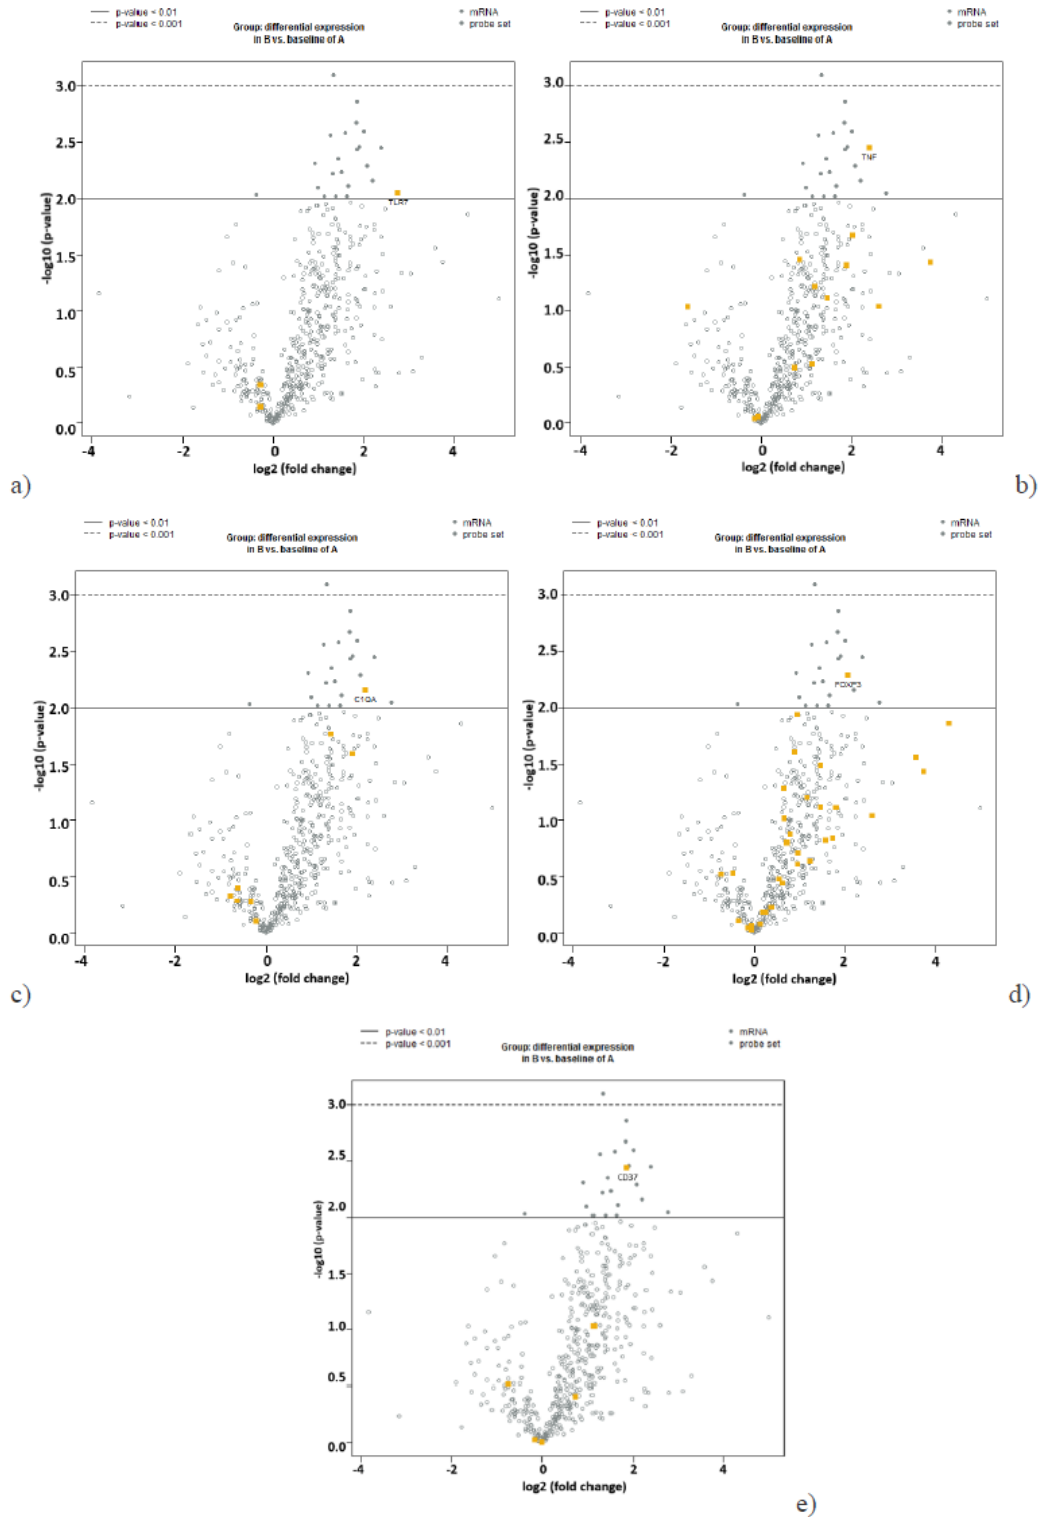 p-value < 0.01
p-value < 0.001
Group: differential expression
in B vs. baseline of A
mRNA
probe set
3.0
2.5
2.0
1.5
1.0
0.5
0.0
-log10 (p-value)
TLR7
-4
-2
0
2
4
log2 (fold change)
a)
p-value < 0.01
p-value < 0.001
Group: differential expression
in B vs. baseline of A
mRNA
probe set
3.0
2.5
2.0
1.5
1.0
0.5
0.0
-log10 (p-value)
TNF
-4
-2
0
2
4
log2 (fold change)
b)
p-value < 0.01
p-value < 0.001
Group: differential expression
in B vs. baseline of A
mRNA
probe set
3.0
2.5
2.0
1.5
1.0
0.5
0.0
-log10 (p-value)
C1QA
-4
-2
0
2
4
log2 (fold change)
c)
p-value < 0.01
p-value < 0.001
Group: differential expression
in B vs. baseline of A
mRNA
probe set
3.0
2.5
2.0
1.5
1.0
0.5
0.0
-log10 (p-value)
FOXP3
-4
-2
0
2
4
log2 (fold change)
d)
p-value < 0.01
p-value < 0.001
Group: differential expression
in B vs. baseline of A
mRNA
probe set
3.0
2.5
2.0
1.5
1.0
0.5
0.0
-log10 (p-value)
CD37
-4
-2
0
2
4
log2 (fold change)
e)